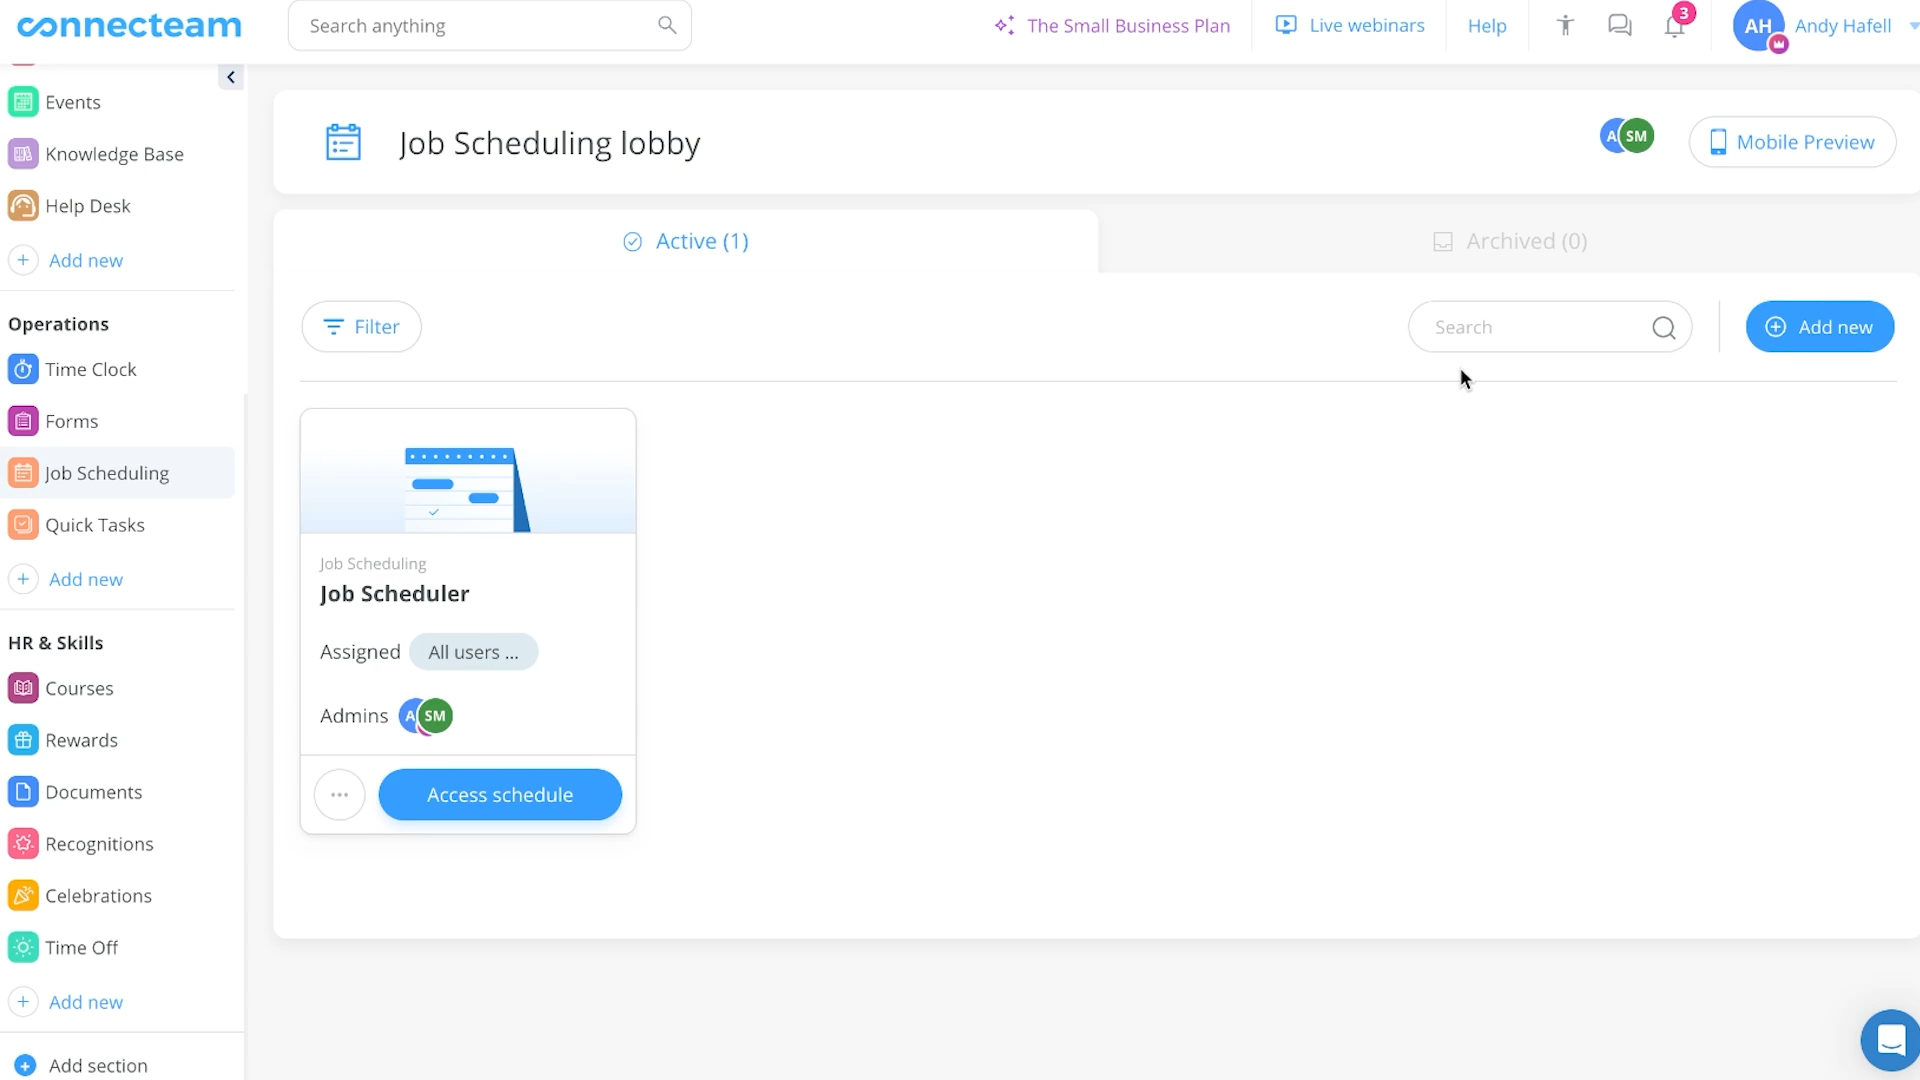 connecteam
Search anything
The Small Business Plan
Live webinars
Help
3
AH
Andy Hafell
Events
Knowledge Base
Help Desk
Add new
Operations
Time Clock
Forms
Job Scheduling
Quick Tasks
Add new
HR & Skills
Courses
Rewards
Documents
Recognitions
Celebrations
Time Off
Add new
Add section
Job Scheduling lobby
A SM
Mobile Preview
Active (1)
Archived (0)
Filter
Search
Add new
Job Scheduling
Job Scheduler
Assigned All users ...
Admins A SM
Access schedule